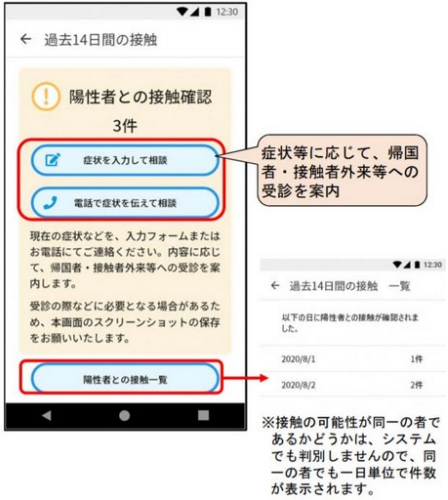 12:30
← 過去14日間の接触
陽性者との接触確認
3件
症状を入力して相談
電話で症状を伝えて相談
現在の症状などを、入力フォームまたは
お電話にてご連絡ください。内容に応じ
て、帰国者・接触者外来等への受診を案
内します。
受診の際などに必要となる場合があるた
め、本画面のスクリーンショットの保存
をお願いいたします。
陽性者との接触一覧
症状等に応じて、帰国
者・接触者外来等への
受診を案内
12:30
← 過去14日間の接触 一覧
以下の日に陽性者との接触が確認されま
した。
2020/8/1 1件
2020/8/2 2件
※接触の可能性が同一の者で
あるかどうかは、システム
でも判別しませんので、同
一の者でも一日単位で件数
が表示されます。